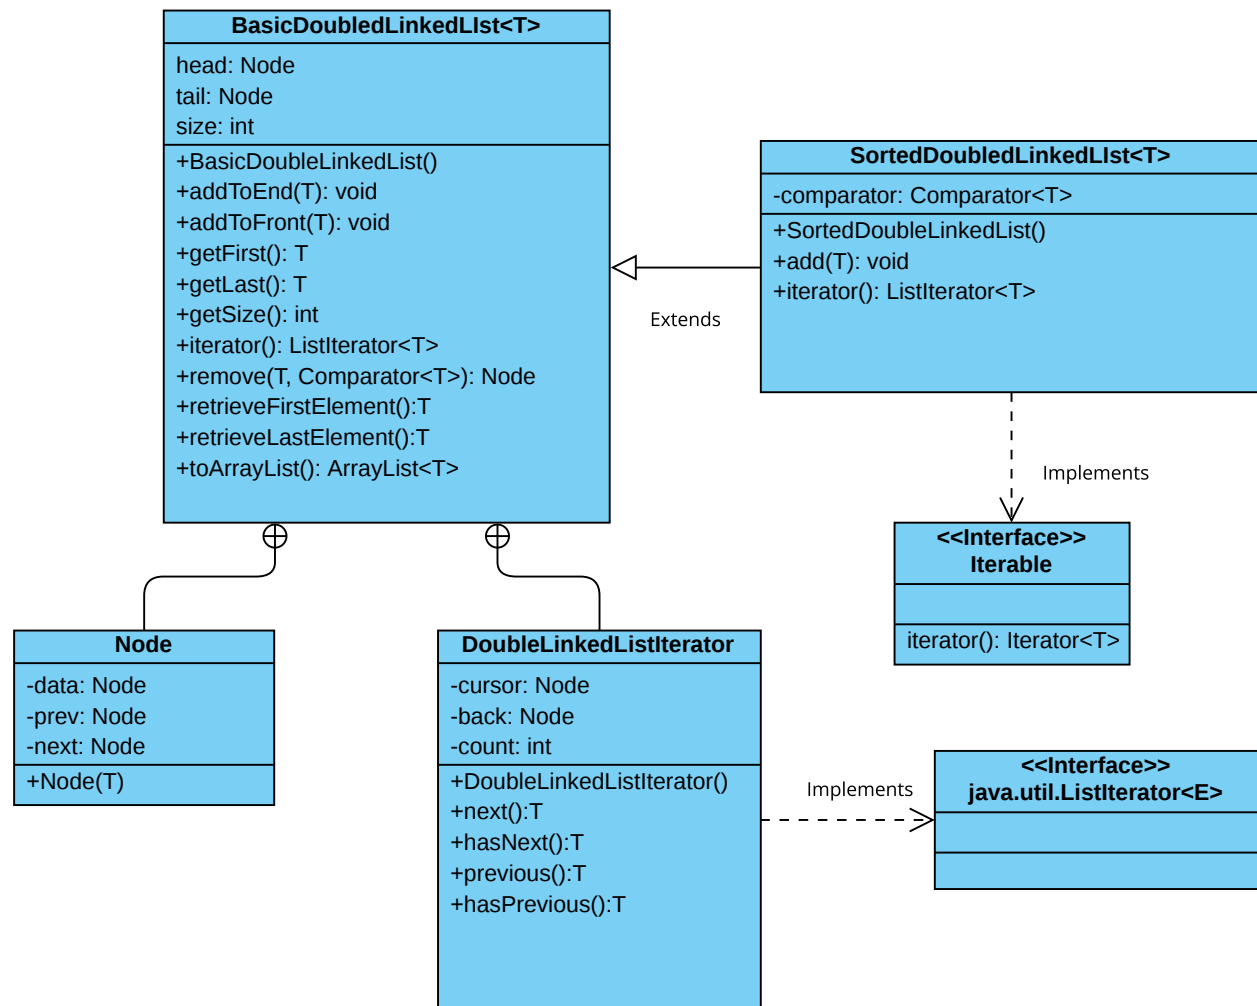 BasicDoubledLinkedLIst<T>
head: Node
tail: Node
size: int
+BasicDoubleLinkedList()
+addToEnd(T): void
+addToFront(T): void
+getFirst(): T
+getLast(): T
+getSize(): int
+iterator(): ListIterator<T>
+remove(T, Comparator<T>): Node
+retrieveFirstElement():T
+retrieveLastElement():T
+toArrayList(): ArrayList<T>
SortedDoubledLinkedLIst<T>
-comparator: Comparator<T>
+SortedDoubleLinkedList()
+add(T): void
+iterator(): ListIterator<T>
Extends
Implements
<<Interface>>
Iterable
iterator(): Iterator<T>
Node
-data: Node
-prev: Node
-next: Node
+Node(T)
DoubleLinkedListIterator
-cursor: Node
-back: Node
-count: int
+DoubleLinkedListIterator()
+next():T
+hasNext():T
+previous():T
+hasPrevious():T
Implements
<<Interface>>
java.util.ListIterator<E>